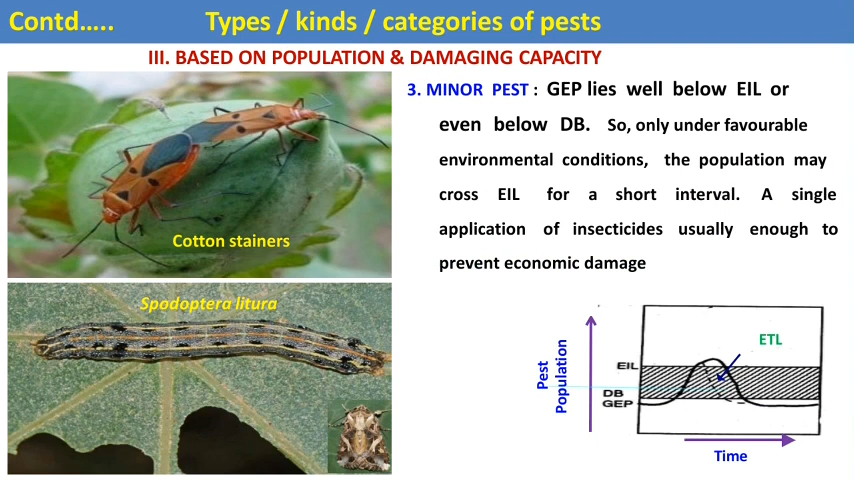 Contd….. Types / kinds / categories of pests
III. BASED ON POPULATION & DAMAGING CAPACITY
3. MINOR PEST : GEP lies well below EIL or
even below DB. So, only under favourable
environmental conditions, the population may
cross EIL for a short interval. A single
application of insecticides usually enough to
prevent economic damage
Cotton stainers
Spodoptera litura
Pest
Population
ETL
EIL
DB
GEP
Time